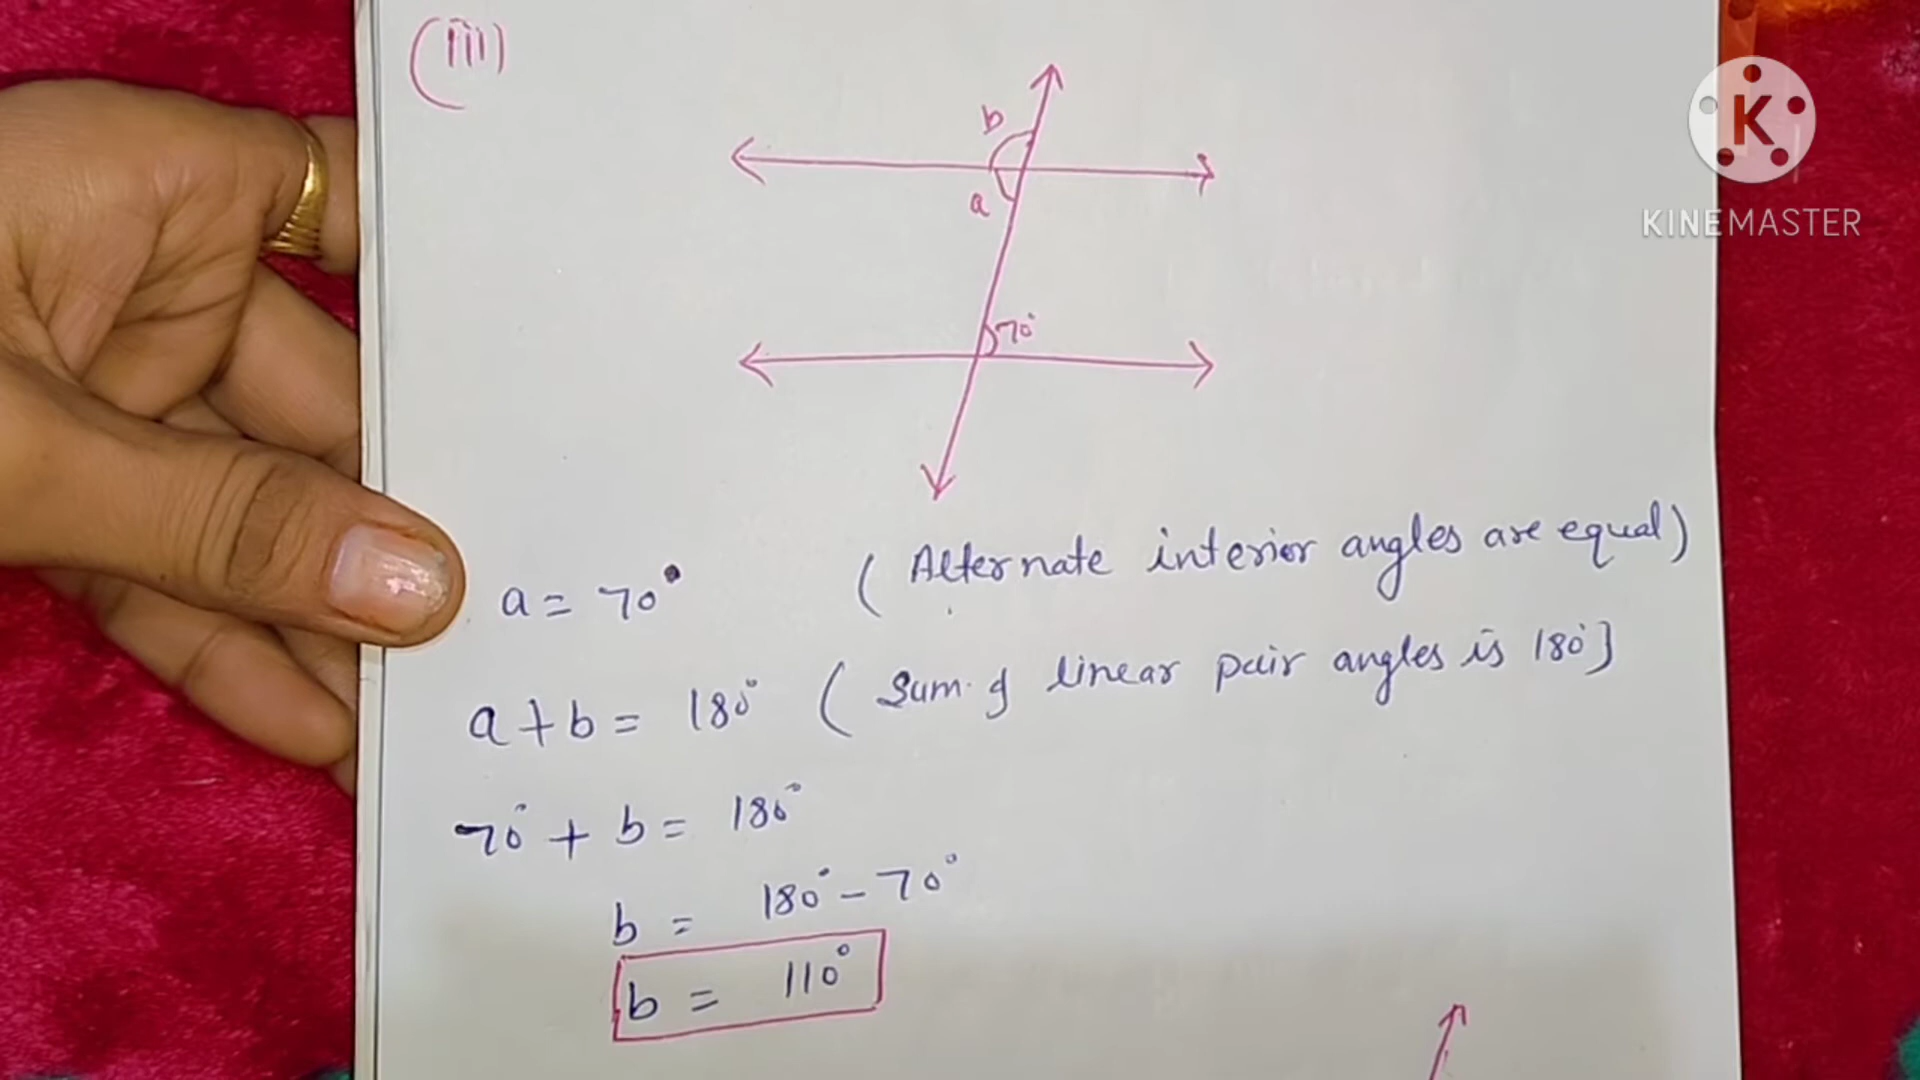 (iii)
b
a
70°
a = 70° (Alternate interior angles are equal)
a + b = 180° (Sum of linear pair angles is 180°]
70° + b = 180°
b = 180° - 70°
b = 110°
K
KINEMASTER